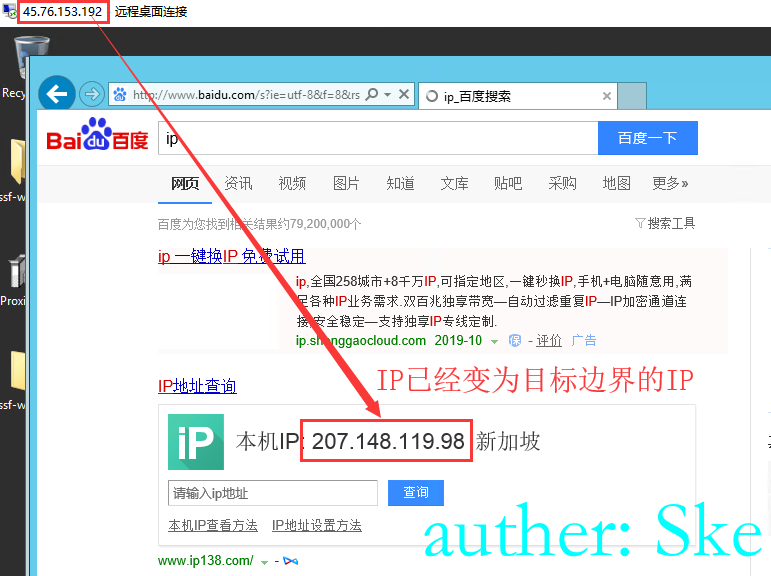 45.76.153.192 远程桌面连接
Recy
http://www.baidu.com/s?ie=utf-8&f=8&rs
ip_百度搜索
Bai du 百度
ip
百度一下
网页 资讯 视频 图片 知道 文库 贴吧 采购 地图 更多»
ssf-w
百度为您找到相关结果约79,200,000个
搜索工具
ip 一键换IP 免费试用
ip,全国258城市+8千万IP,可指定地区,一键秒换IP,手机+电脑随意用,满
足各种IP业务需求.双百兆独享带宽—自动过滤重复IP—IP加密通道连
接,安全稳定—支持独享IP专线定制.
Proxi
ip.shenggaocloud.com 2019-10 保 - 评价 广告
IP地址查询
IP已经变为目标边界的IP
ssf-w
iP
本机IP: 207.148.119.98 新加坡
请输入ip地址
查询
本机IP查看方法 IP地址设置方法
auther: Ske
www.ip138.com/ -